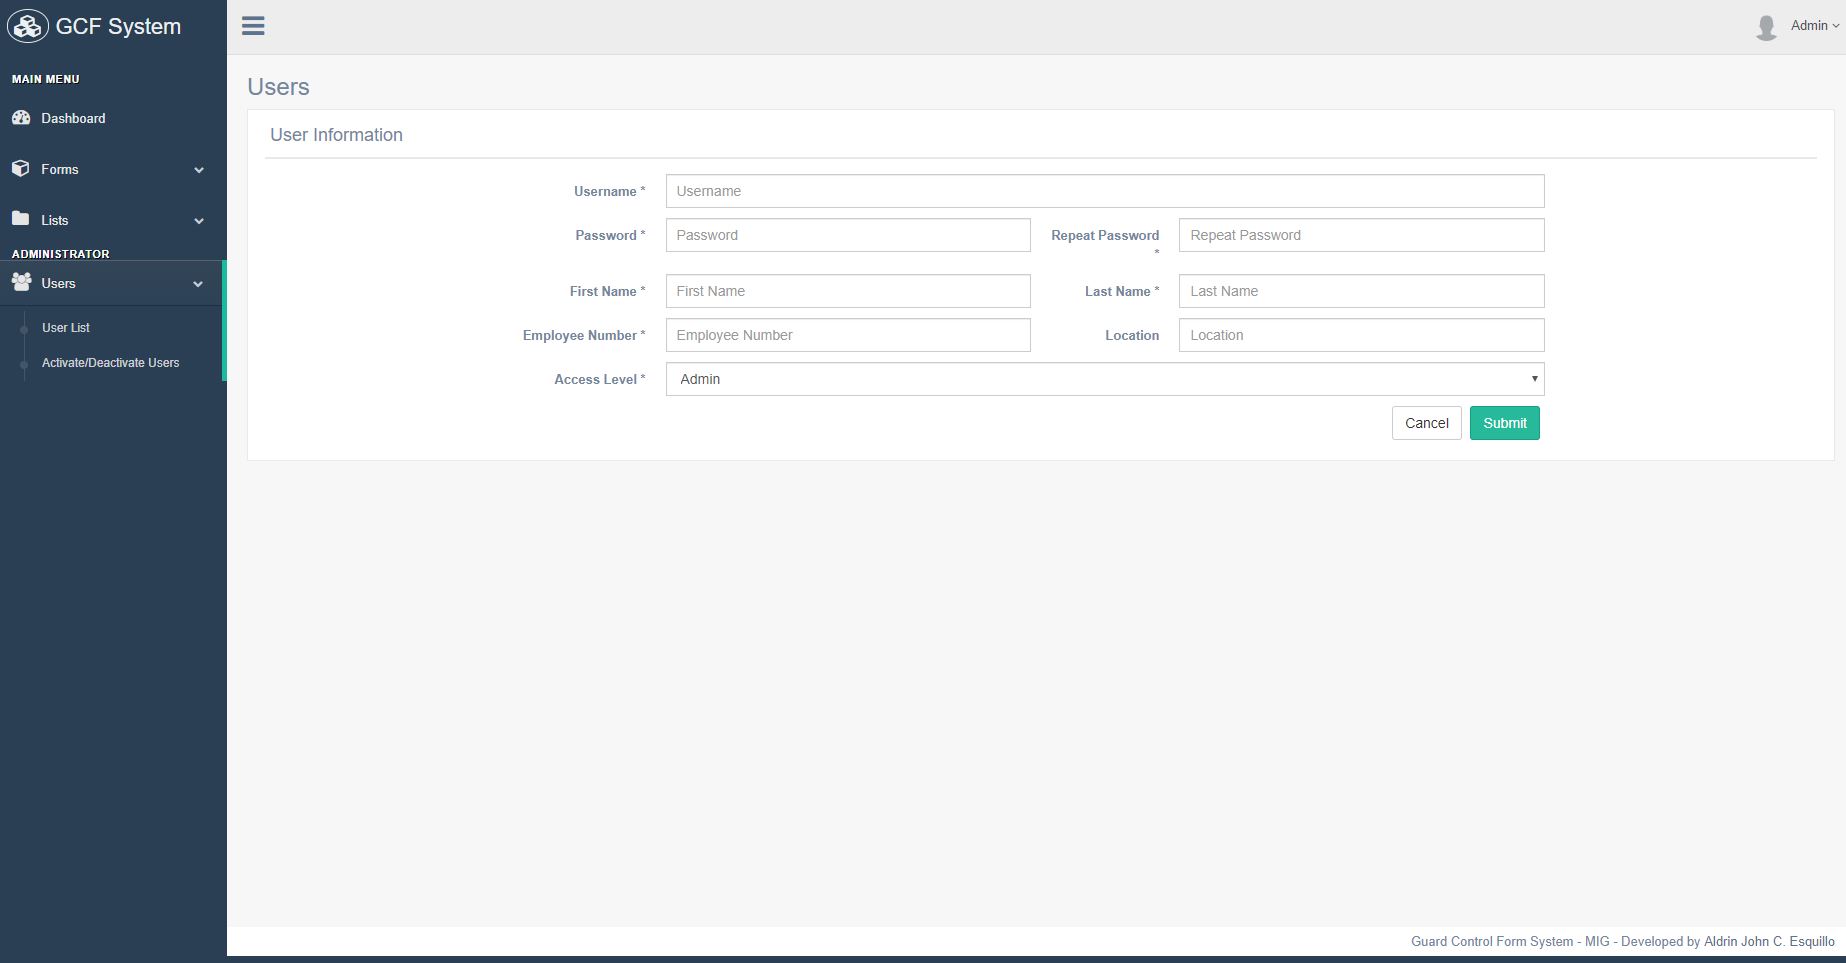 GCF System
Admin
MAIN MENU
Dashboard
Forms
Lists
ADMINISTRATOR
Users
User List
Activate/Deactivate Users
Users
User Information
Username * Username
Password * Password Repeat Password * Repeat Password
First Name * First Name Last Name * Last Name
Employee Number * Employee Number Location Location
Access Level * Admin
Cancel Submit
Guard Control Form System - MIG - Developed by Aldrin John C. Esquillo